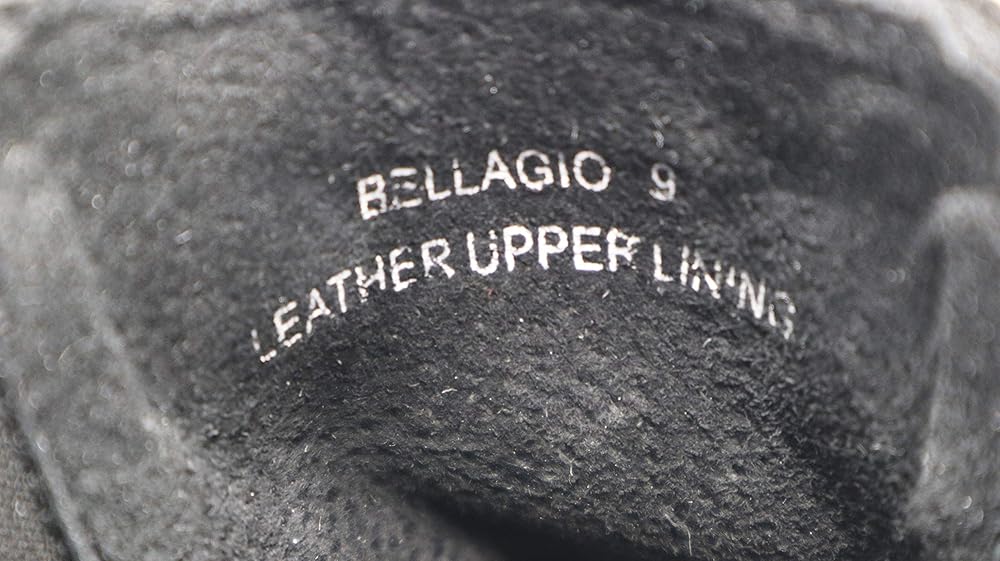 BELLAGIO 9
LEATHER UPPER LINING